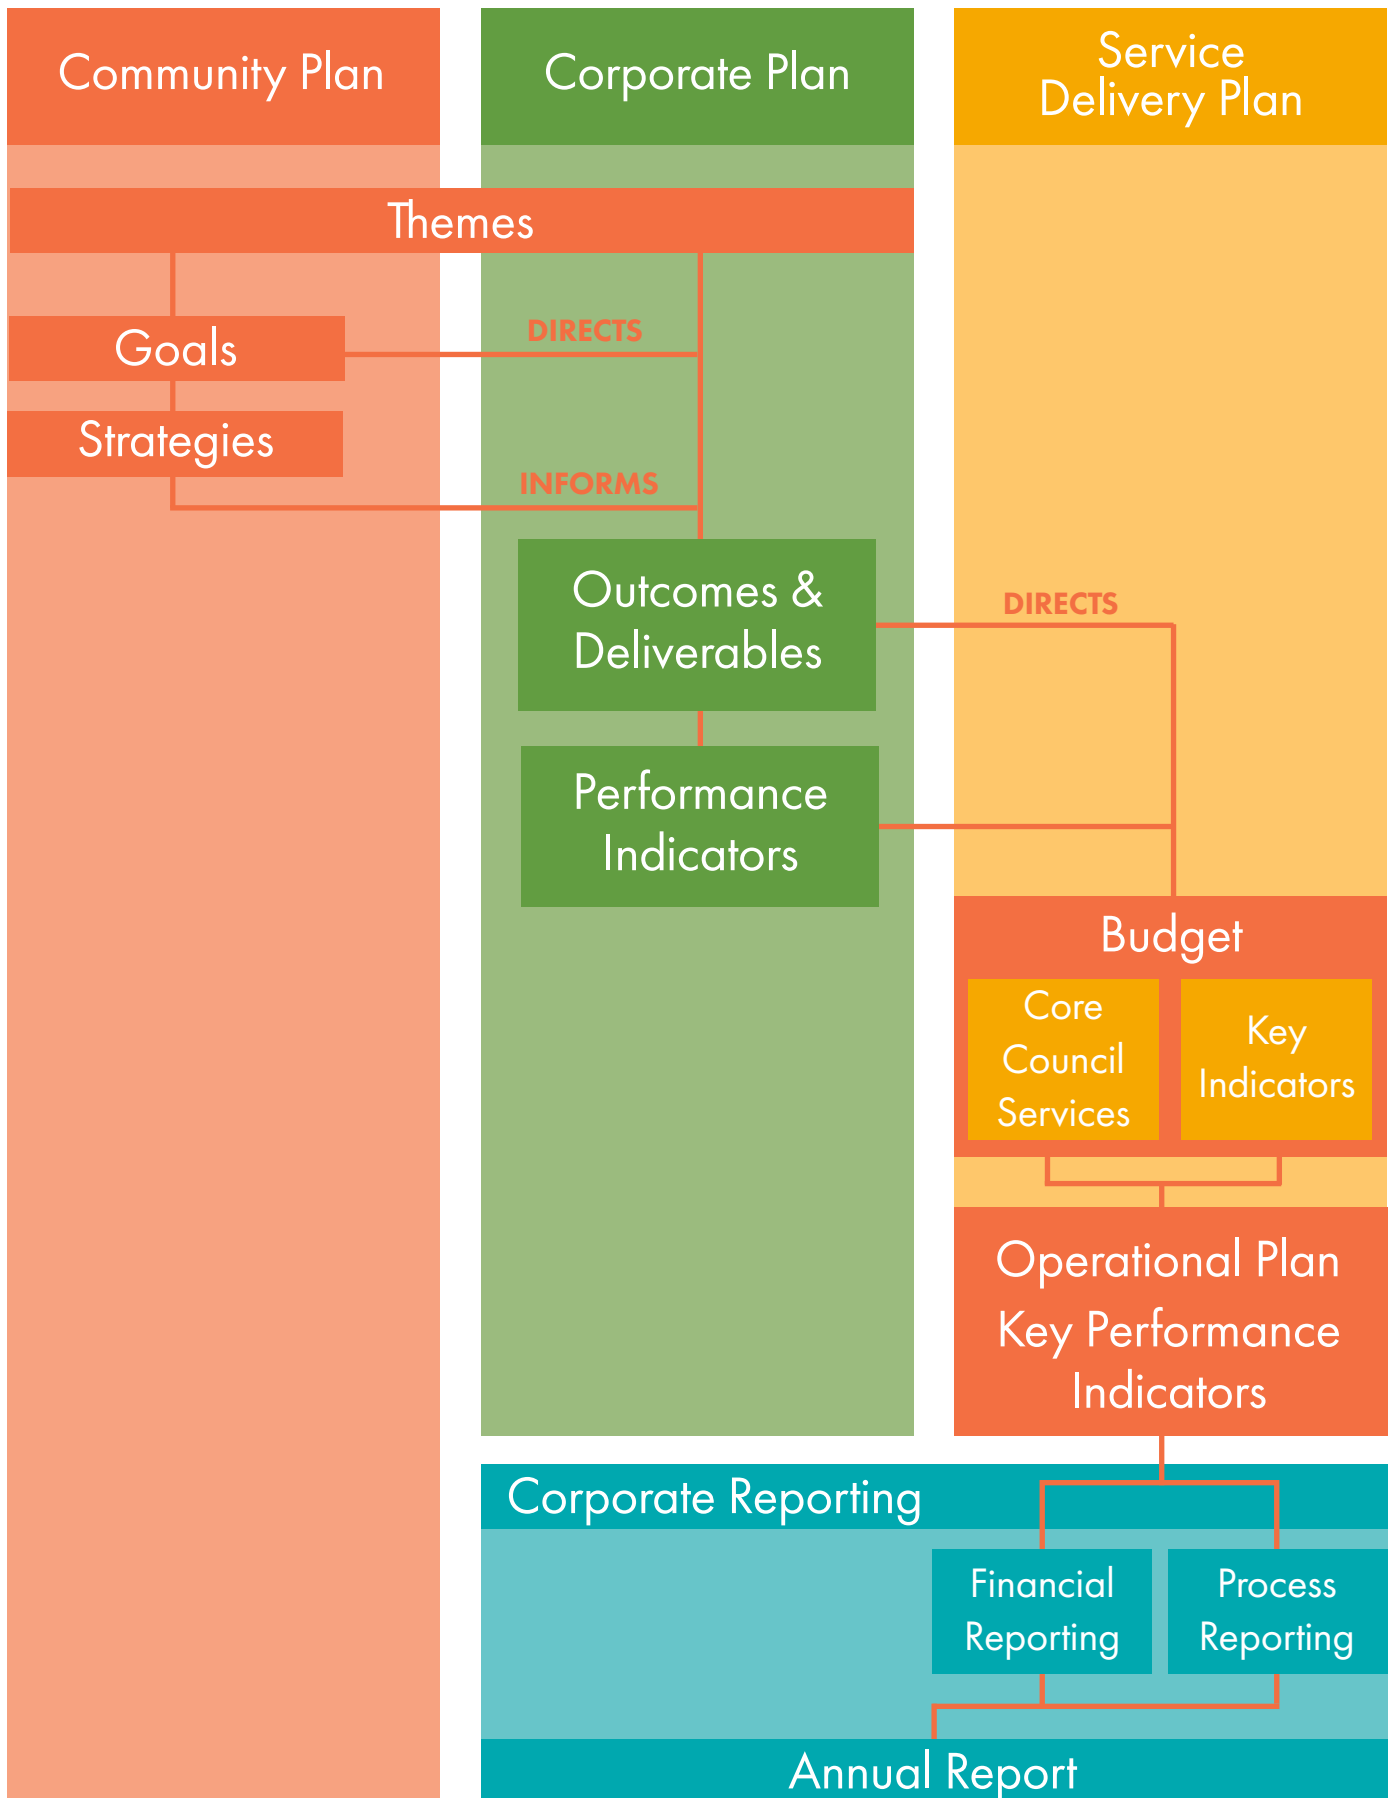 Community Plan
Corporate Plan
Service
Delivery Plan
Themes
Goals
DIRECTS
Strategies
INFORMS
Outcomes &
Deliverables
DIRECTS
Performance
Indicators
Budget
Core
Council
Services
Key
Indicators
Operational Plan
Key Performance
Indicators
Corporate Reporting
Financial
Reporting
Process
Reporting
Annual Report